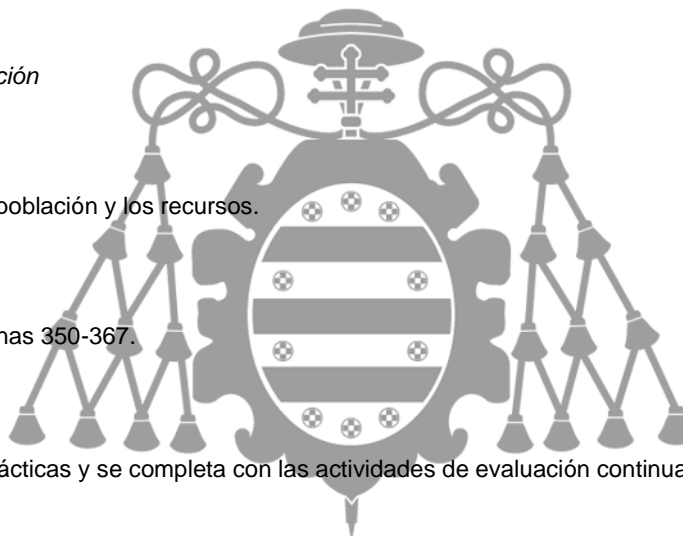 ción
población y los recursos.
nas 350-367.
ácticas y se completa con las actividades de evaluación continua